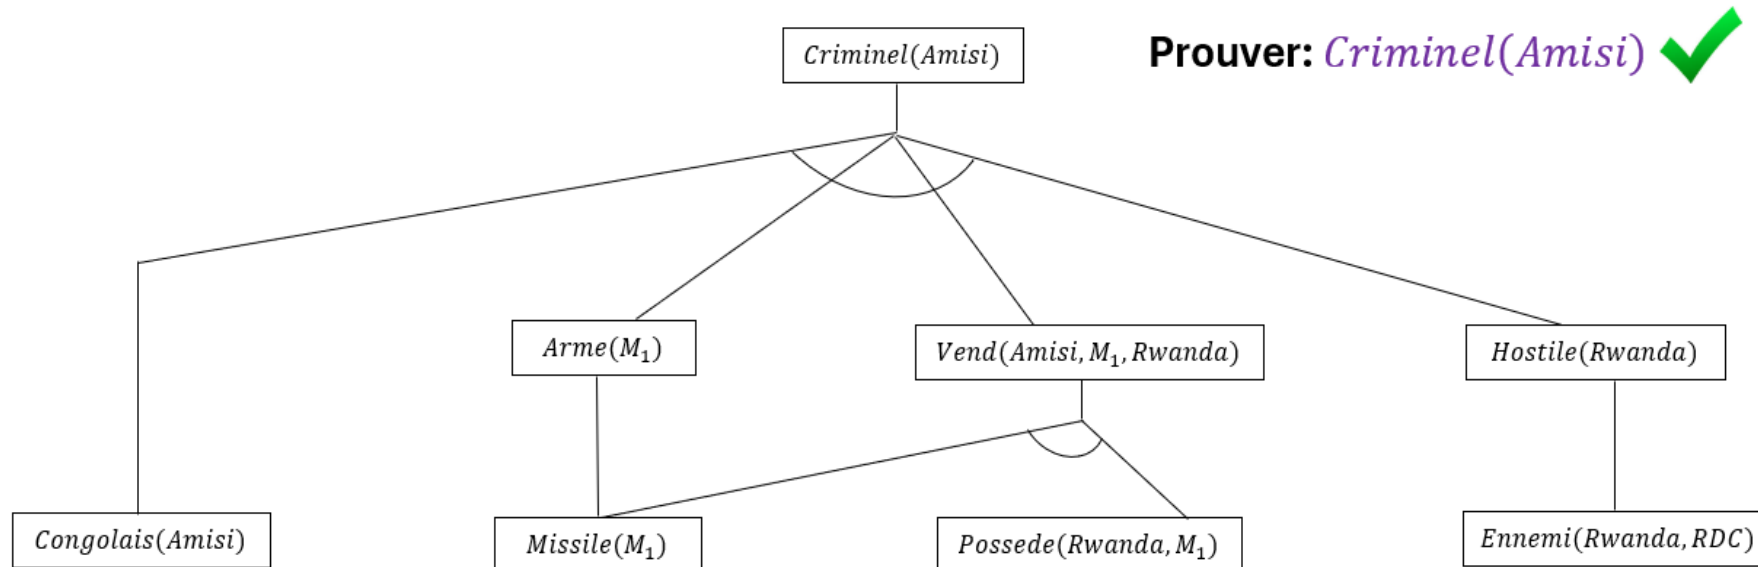 Criminel(Amisi)
Prouver: Criminel(Amisi)
Arme(M₁)
Vend(Amisi, M₁, Rwanda)
Hostile(Rwanda)
Congolais(Amisi)
Missile(M₁)
Possede(Rwanda, M₁)
Ennemi(Rwanda, RDC)